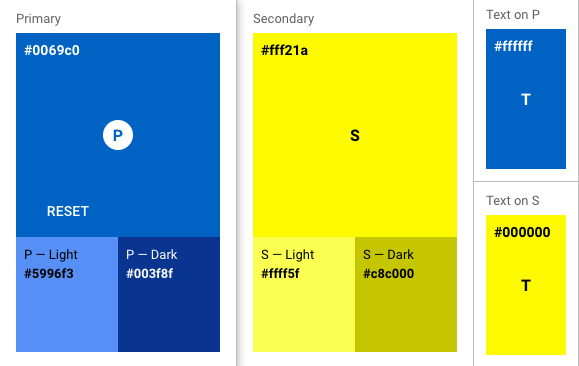 Primary
#0069c0
P
RESET
P — Light
#5996f3
P — Dark
#003f8f
Secondary
#fff21a
S
S — Light
#ffff5f
S — Dark
#c8c000
Text on P
#ffffff
T
Text on S
#000000
T